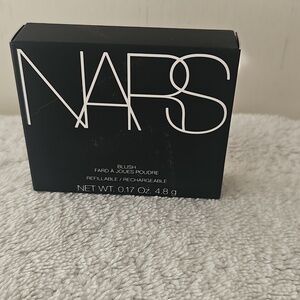 NARS
BLUSH
FARD À JOUES POUDRE
REFILLABLE / RECHARGEABLE
NET WT. 0.17 Oz. 4.8 g